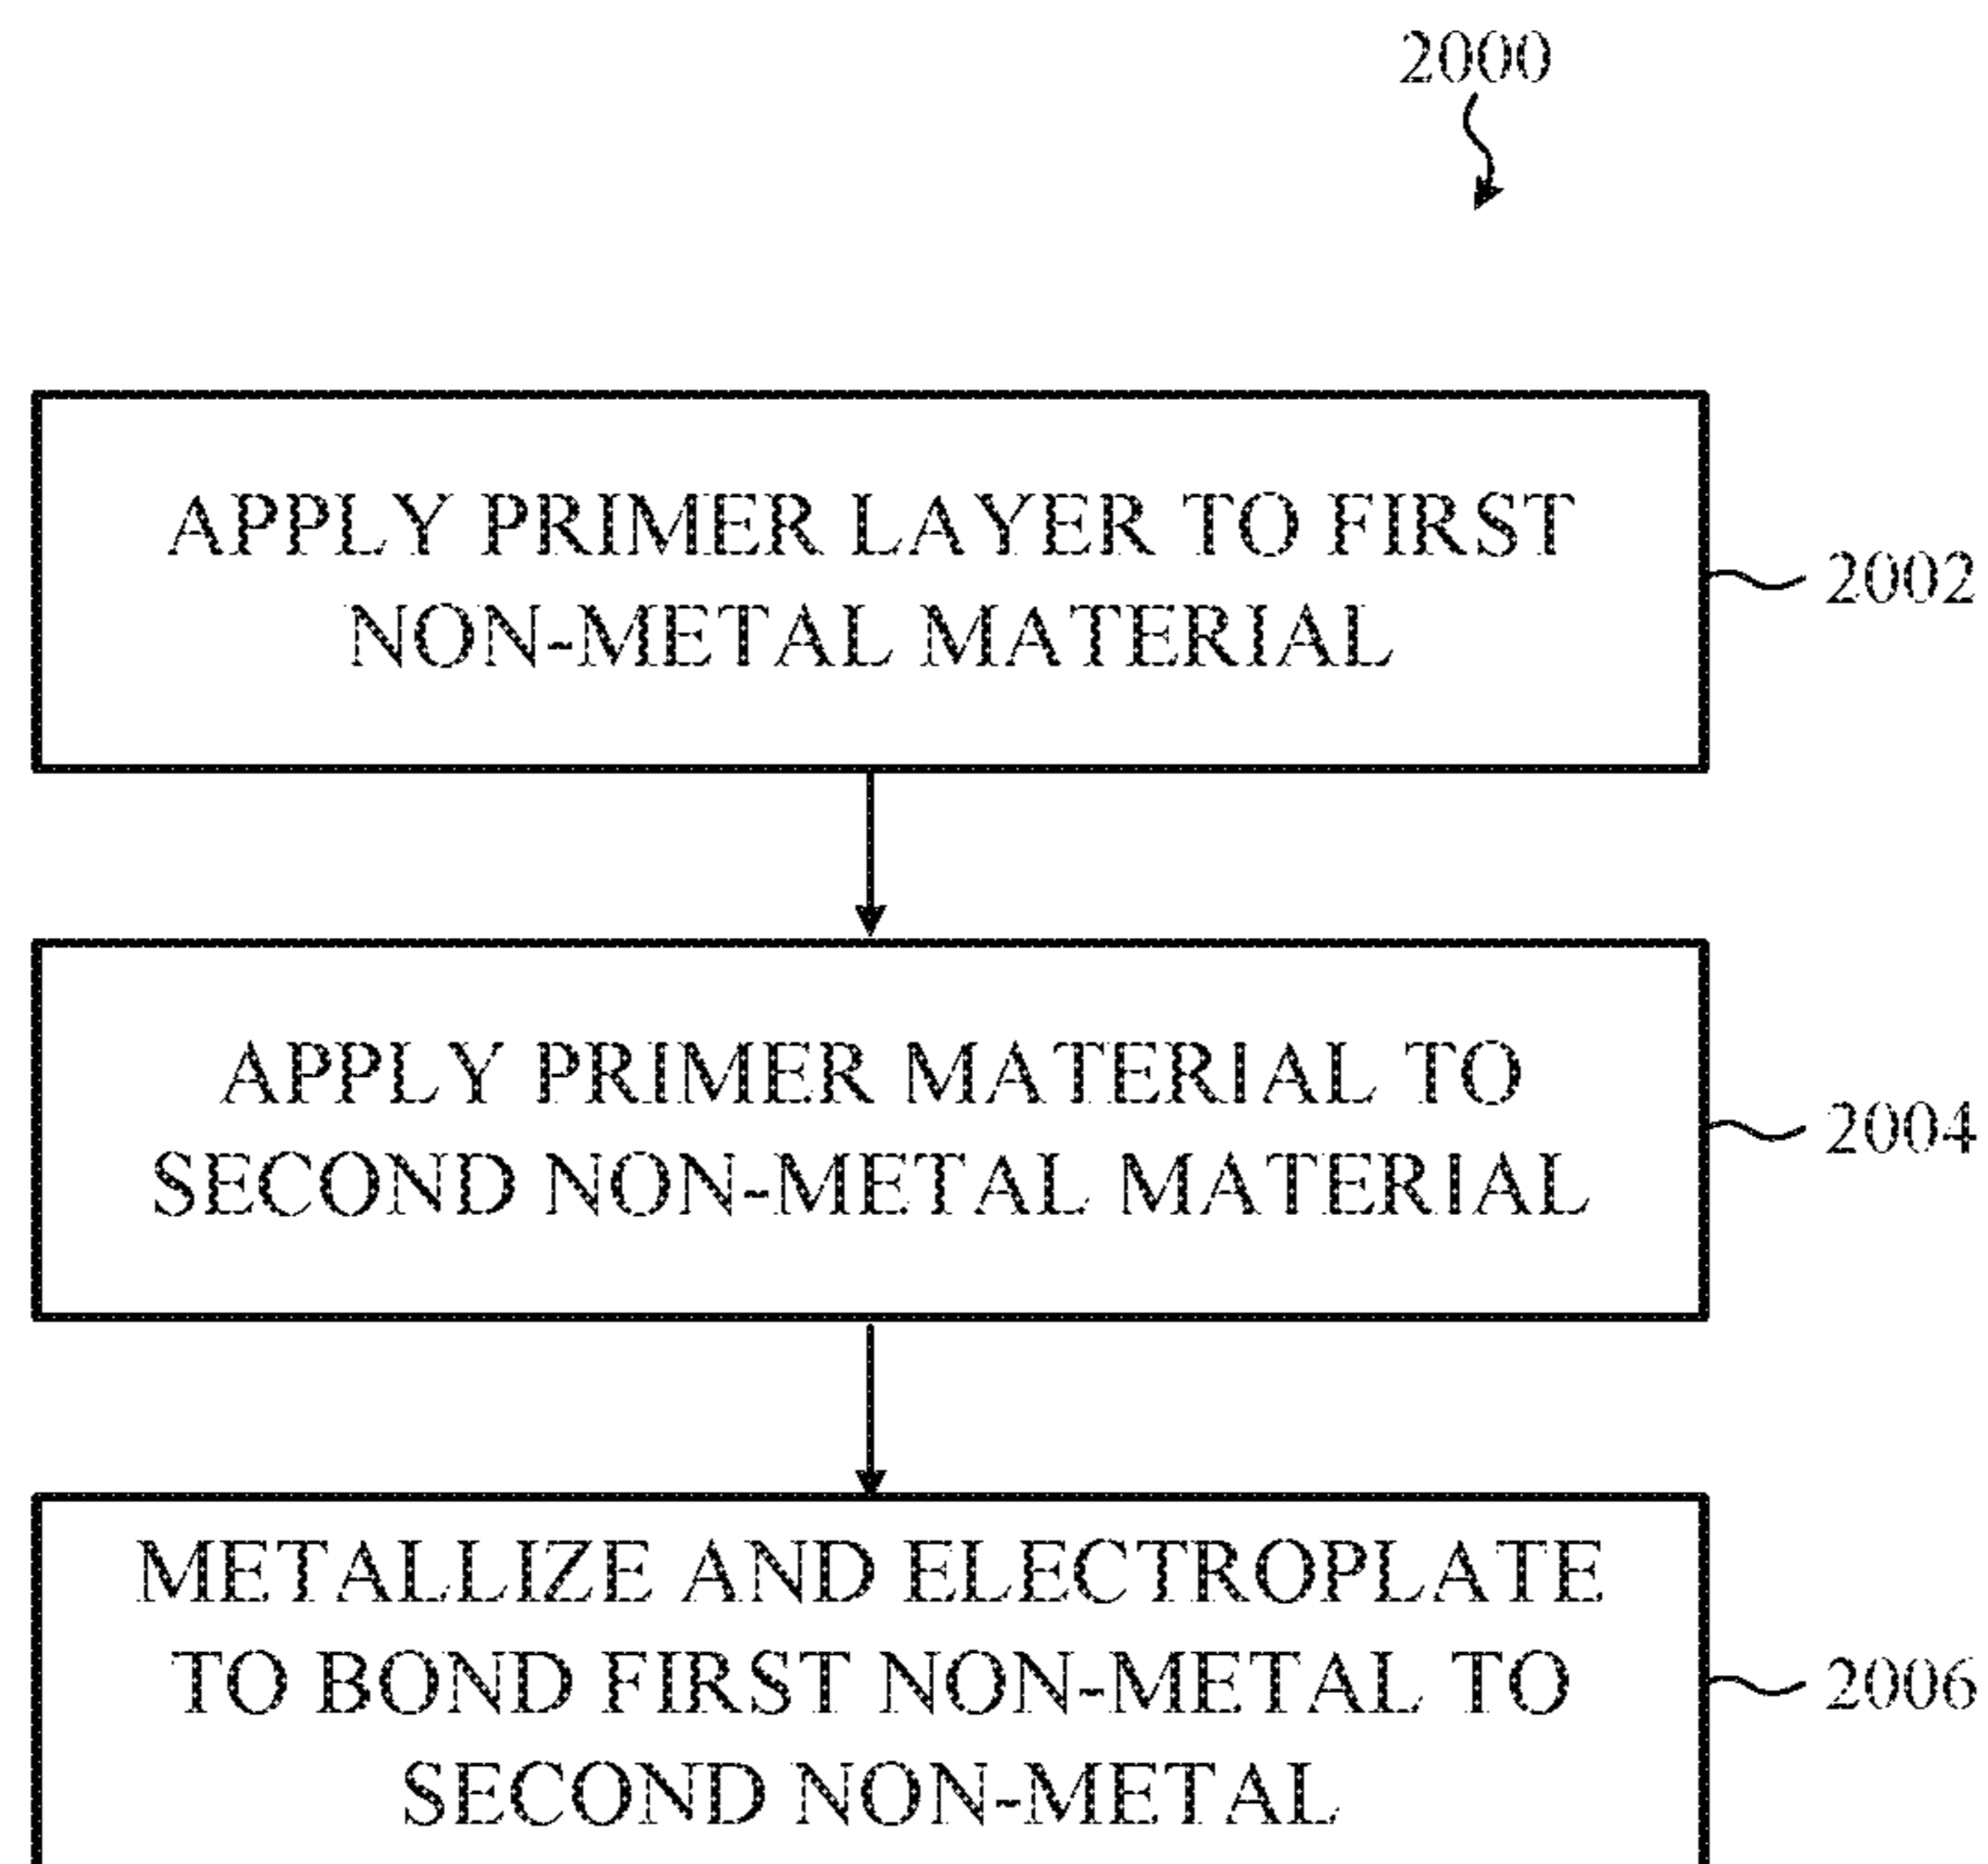 2000
APPLY PRIMER LAYER TO FIRST
NON-METAL MATERIAL
2002
APPLY PRIMER MATERIAL TO
SECOND NON-METAL MATERIAL
2004
METALLIZE AND ELECTROPLATE
TO BOND FIRST NON-METAL TO
SECOND NON-METAL
2006